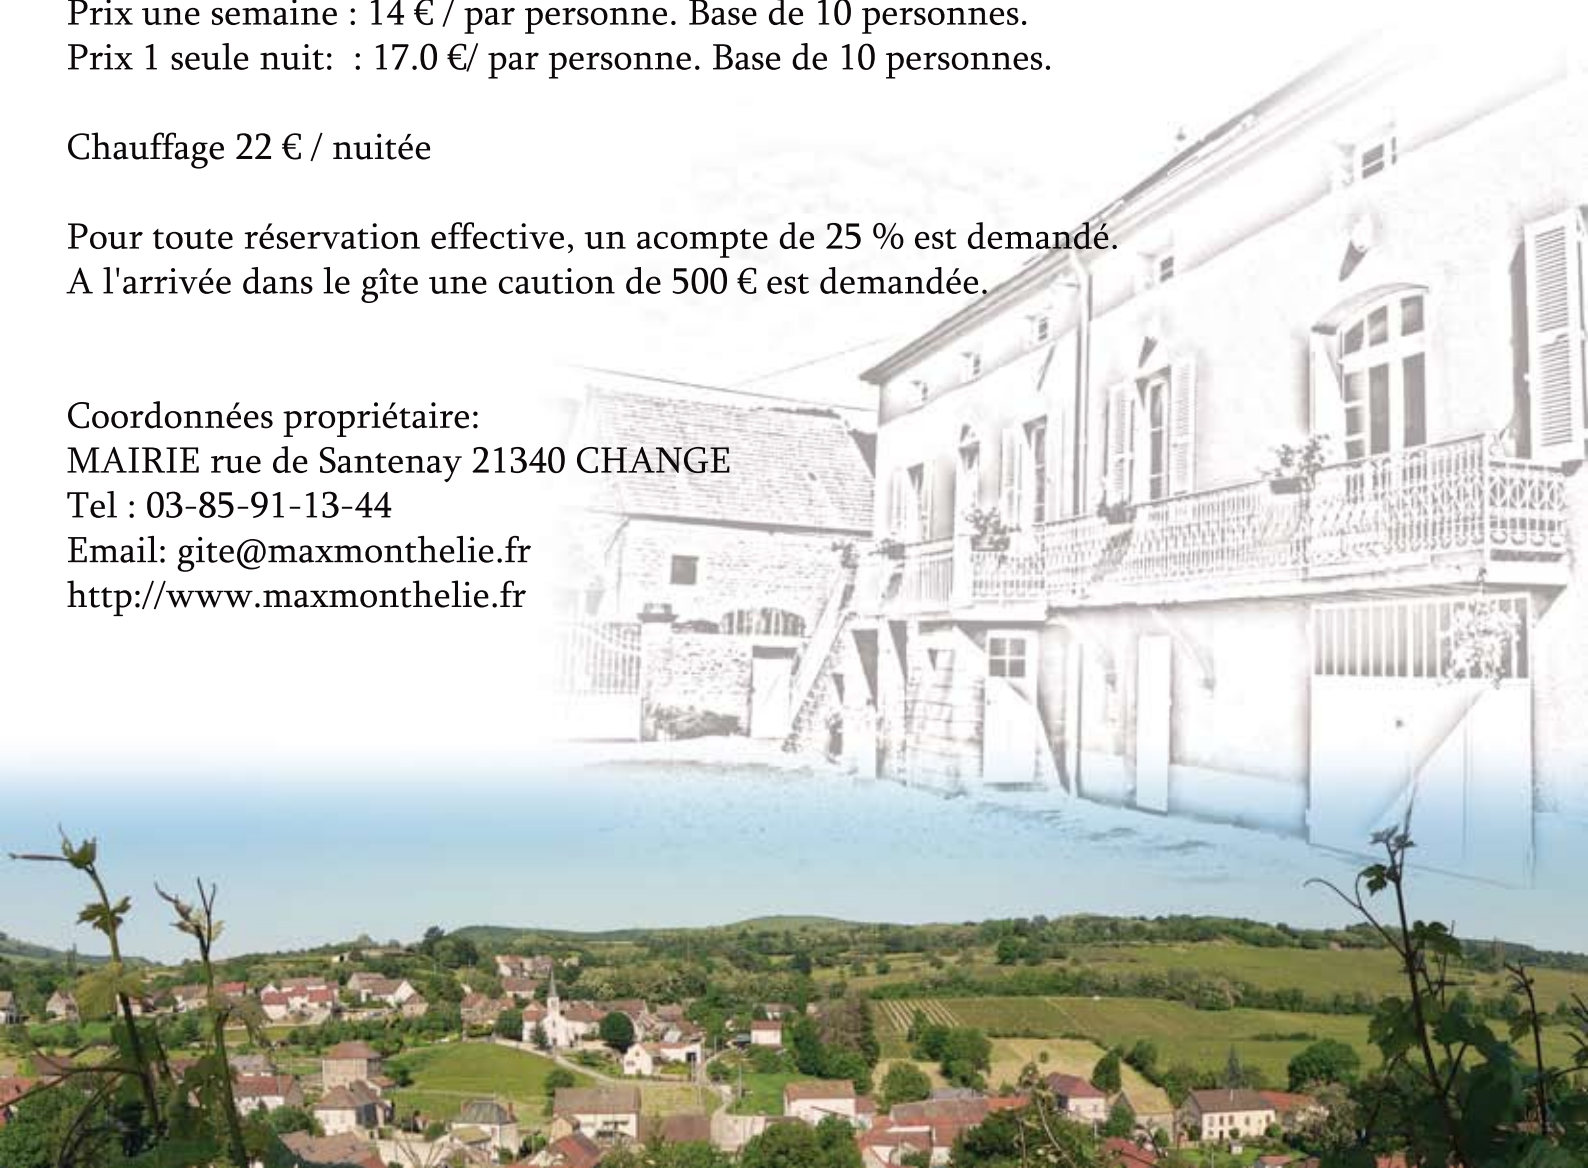 Prix une semaine : 14 € / par personne. Base de 10 personnes.
Prix 1 seule nuit:  : 17.0 €/ par personne. Base de 10 personnes.
Chauffage 22 € / nuitée
Pour toute réservation effective, un acompte de 25 % est demandé.
A l'arrivée dans le gîte une caution de 500 € est demandée.
Coordonnées propriétaire:
MAIRIE rue de Santenay 21340 CHANGE
Tel : 03-85-91-13-44
Email: gite@maxmonthelie.fr
http://www.maxmonthelie.fr